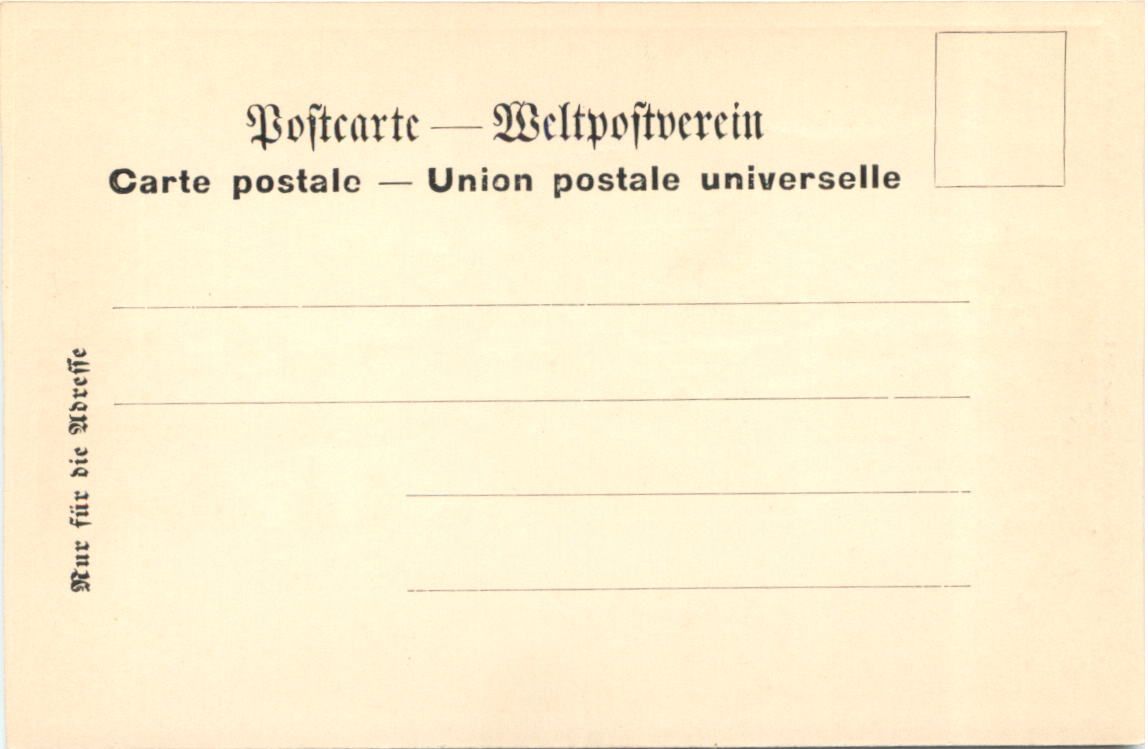 Postcarte — Weltpostverein
Carte postale — Union postale universelle
Nur für die Adresse